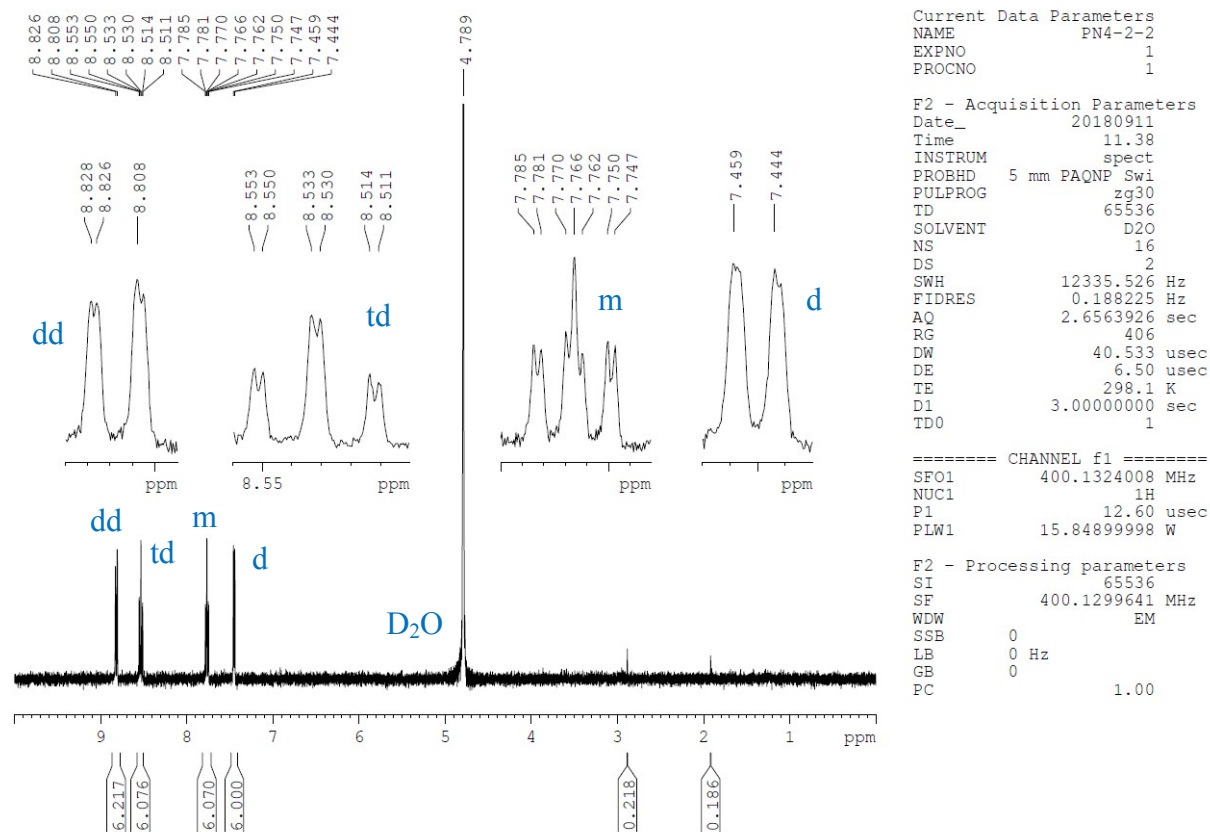 8.826
8.808
8.553
8.550
8.533
8.530
8.514
8.511
7.785
7.781
7.770
7.766
7.762
7.750
7.747
7.459
7.444
4.789
8.828
8.826
8.808
8.553
8.550
8.533
8.530
8.514
8.511
7.785
7.781
7.770
7.766
7.762
7.750
7.747
7.459
7.444
dd
td
m
d
ppm
8.55 ppm
ppm
ppm
dd
td
m
d
D2O
9 8 7 6 5 4 3 2 1 ppm
6.217
6.076
6.070
6.000
0.218
0.186
Current Data Parameters
NAME PN4-2-2
EXPNO 1
PROCNO 1
F2 - Acquisition Parameters
Date_ 20180911
Time 11.38
INSTRUM spect
PROBHD 5 mm PAQNP Swi
PULPROG zg30
TD 65536
SOLVENT D2O
NS 16
DS 2
SWH 12335.526 Hz
FIDRES 0.188225 Hz
AQ 2.6563926 sec
RG 406
DW 40.533 usec
DE 6.50 usec
TE 298.1 K
D1 3.00000000 sec
TD0 1
======== CHANNEL f1 ========
SFO1 400.1324008 MHz
NUC1 1H
P1 12.60 usec
PLW1 15.84899998 W
F2 - Processing parameters
SI 65536
SF 400.1299641 MHz
WDW EM
SSB 0
LB 0 Hz
GB 0
PC 1.00